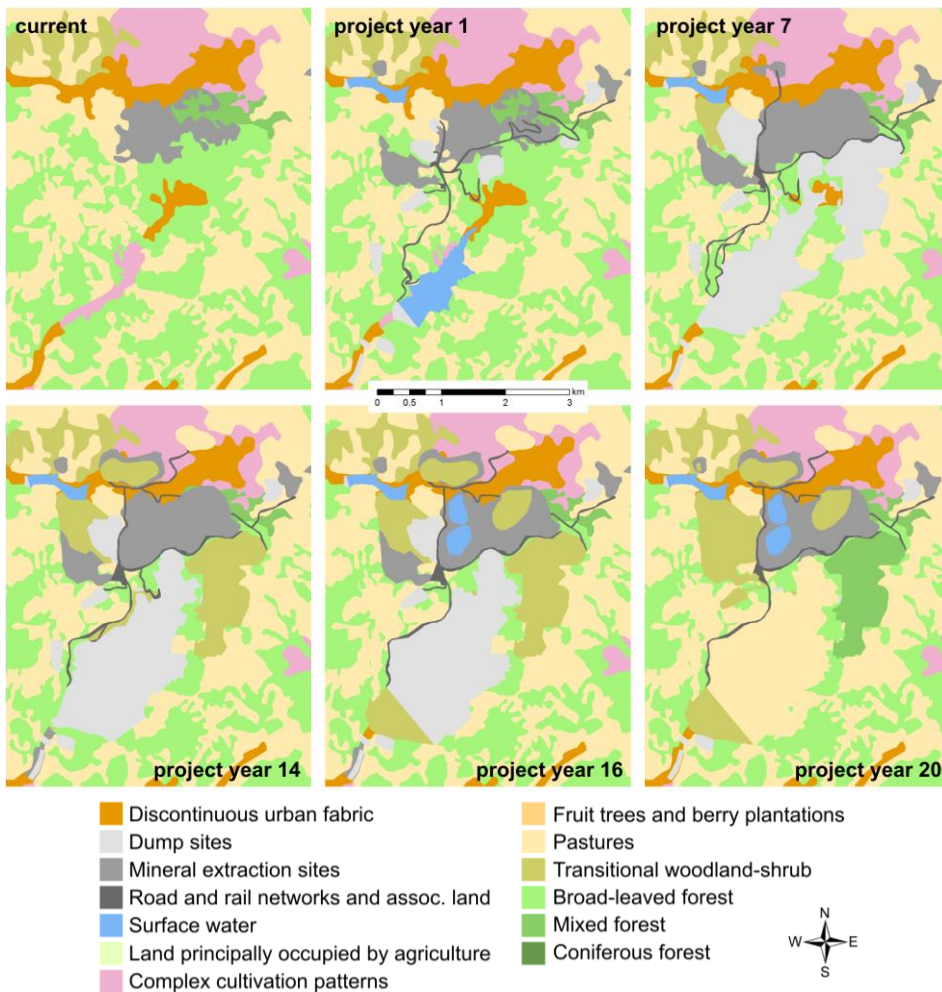 current
project year 1
project year 7
km
0 0.5 1 2 3
project year 14
project year 16
project year 20
Discontinuous urban fabric
Dump sites
Mineral extraction sites
Road and rail networks and assoc. land
Surface water
Land principally occupied by agriculture
Complex cultivation patterns
Fruit trees and berry plantations
Pastures
Transitional woodland-shrub
Broad-leaved forest
Mixed forest
Coniferous forest
N
W E
S